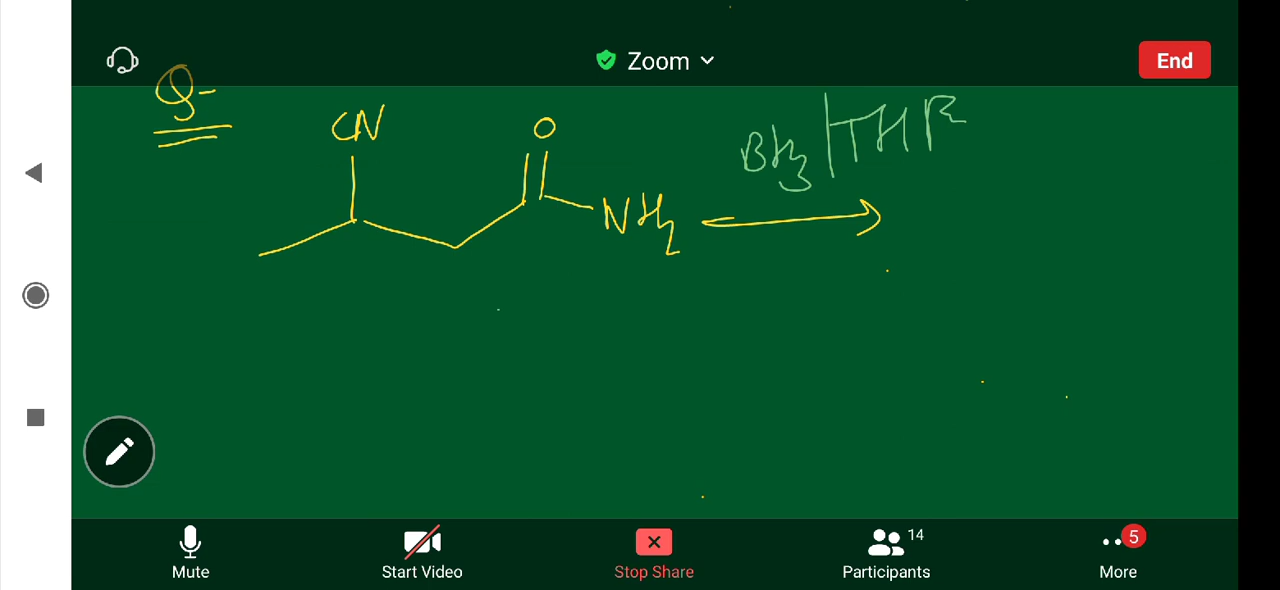 Zoom
End
Q-
CN
O
NH2
BH3/THF
Mute
Start Video
Stop Share
14
Participants
5
More